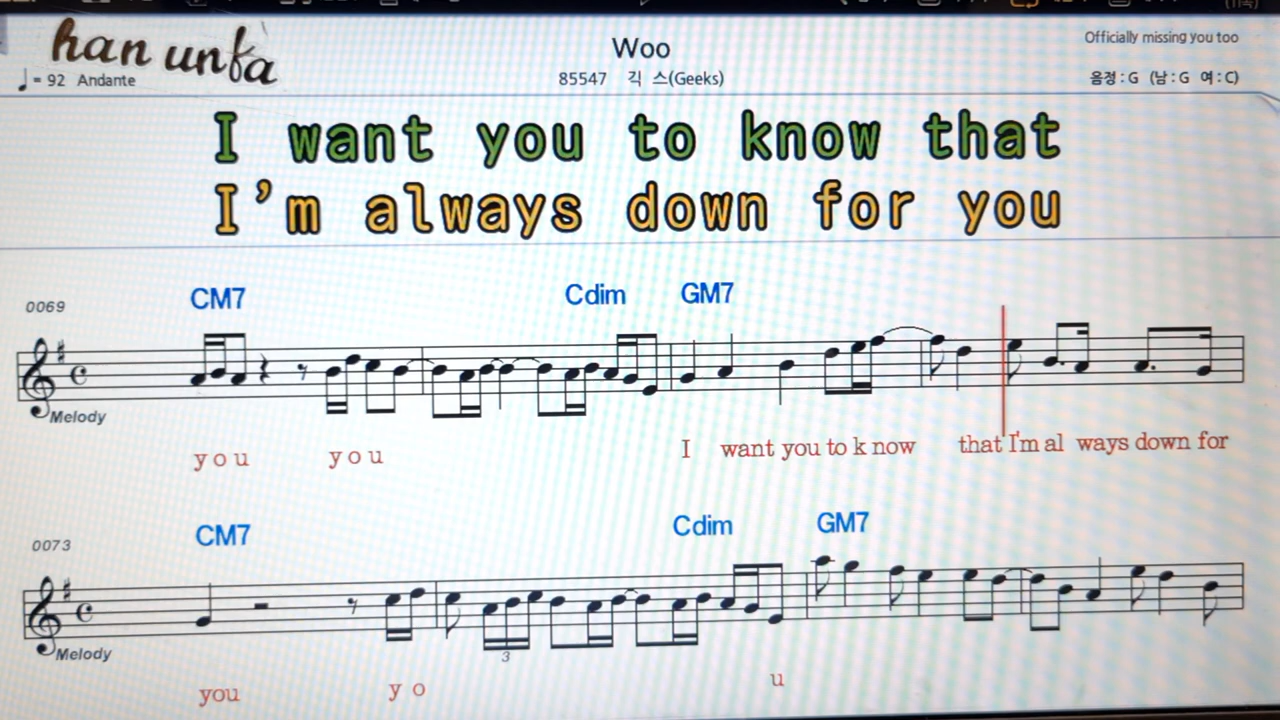 han unfa
Woo
Officially missing you too
= 92 Andante
85547 긱 스(Geeks)
음정 : G (남 : G 여 : C)
I want you to know that
I'm always down for you
CM7 Cdim GM7
0069
Melody
y o u y o u I want you to k now that I'm al ways down for
CM7 Cdim GM7
0073
3
Melody
you y o u